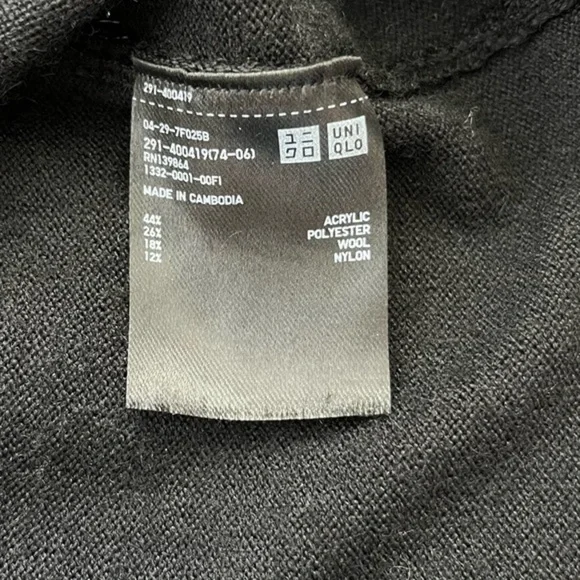 291-400419
04-29-7F025B
291-400419(74-06)
RN139864
1332-0001-00F1
MADE IN CAMBODIA
ユニ
クロ
UNI
QLO
44% ACRYLIC
26% POLYESTER
18% WOOL
12% NYLON